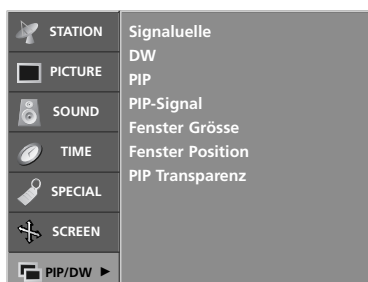 STATION
PICTURE
SOUND
TIME
SPECIAL
SCREEN
PIP/DW ►
Signaluelle
DW
PIP
PIP-Signal
Fenster Grösse
Fenster Position
PIP Transparenz